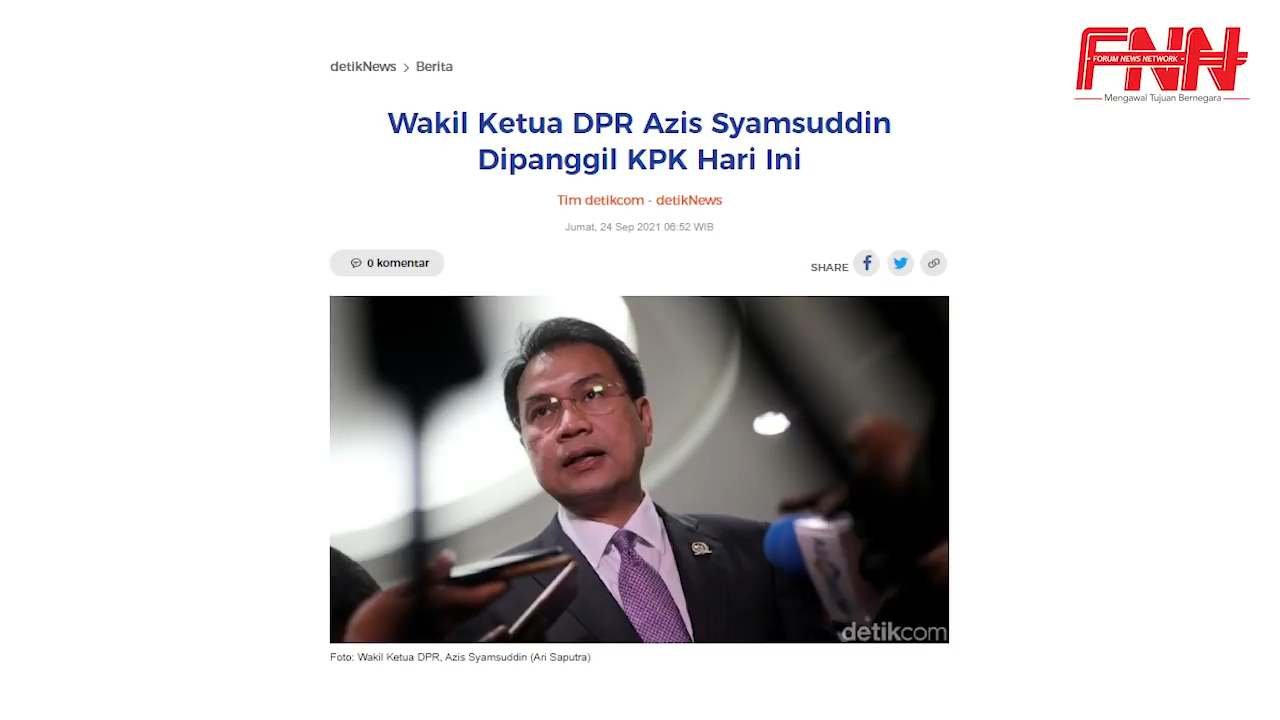 FNN
FORUM NEWS NETWORK
Mengawal Tujuan Bernegara
detikNews > Berita
Wakil Ketua DPR Azis Syamsuddin
Dipanggil KPK Hari Ini
Tim detikcom - detikNews
Jumat, 24 Sep 2021 06:52 WIB
0 komentar
SHARE
detikcom
Foto: Wakil Ketua DPR, Azis Syamsuddin (Ari Saputra)